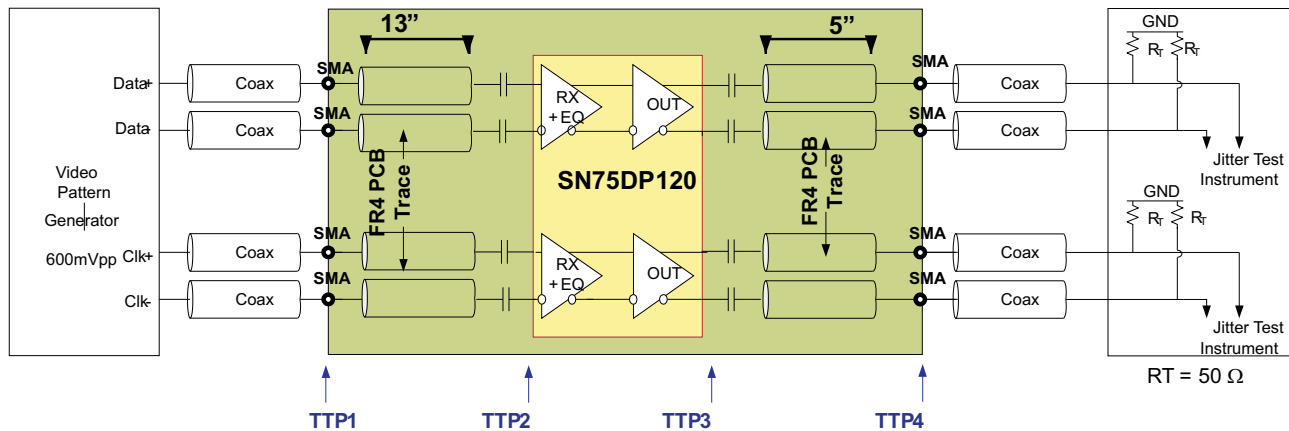 13”
5”
GND
RT RT
SMA
SMA
Data+
Coax
Coax
RX
+EQ
OUT
Data-
SMA
SMA
Coax
Coax
Jitter Test
Instrument
Video
Pattern
Generator
600mVpp
FR4 PCB
Trace
SN75DP120
FR4 PCB
Trace
GND
RT RT
SMA
SMA
Clk+
Coax
Coax
RX
+EQ
OUT
Clk-
SMA
SMA
Coax
Coax
Jitter Test
Instrument
RT = 50 Ω
TTP1
TTP2
TTP3
TTP4